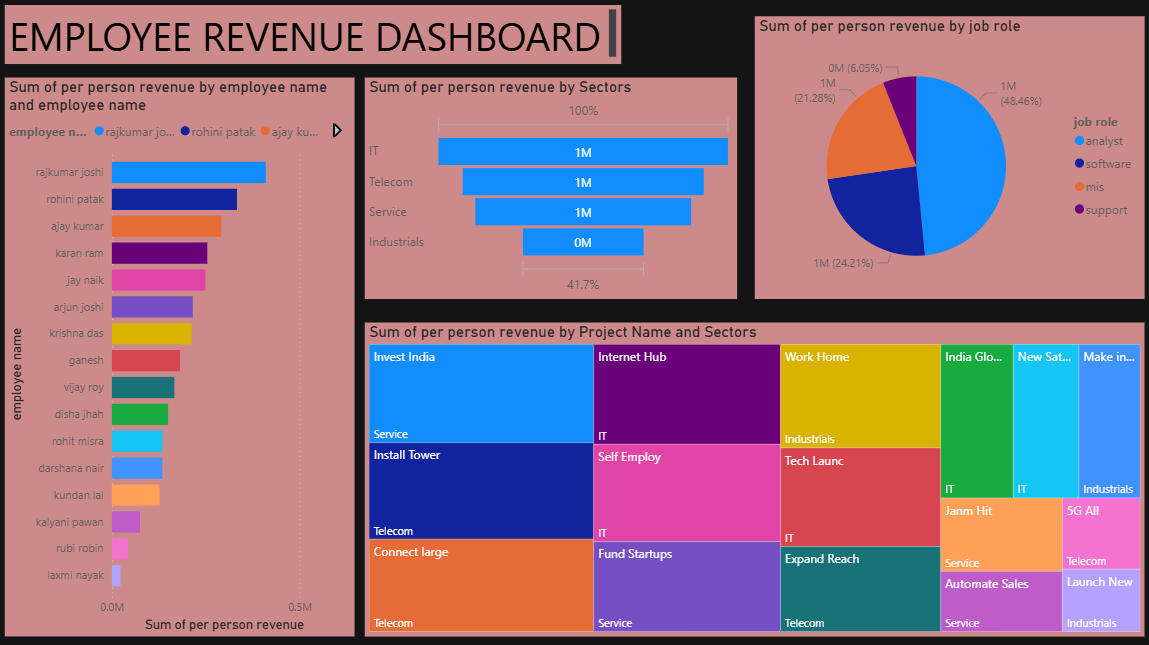 EMPLOYEE REVENUE DASHBOARD
Sum of per person revenue by employee name
and employee name
employee n... rajkumar jo... rohini patak ajay ku...
employee name
rajkumar joshi
rohini patak
ajay kumar
karan ram
jay naik
arjun joshi
krishna das
ganesh
vijay roy
disha jhah
rohit misra
darshana nair
kundan lal
kalyani pawan
rubi robin
laxmi nayak
0.0M 0.5M
Sum of per person revenue
Sum of per person revenue by Sectors
100%
IT 1M
Telecom 1M
Service 1M
Industrials 0M
41.7%
Sum of per person revenue by job role
0M (6.05%)
1M
(21.28%)
1M
(48.46%)
1M (24.21%)
job role
analyst
software
mis
support
Sum of per person revenue by Project Name and Sectors
Invest India
Service
Install Tower
Telecom
Connect large
Telecom
Internet Hub
IT
Self Employ
IT
Fund Startups
Service
Work Home
Industrials
Tech Launc
IT
Expand Reach
Telecom
India Glo...
IT
New Sat...
IT
Make in...
Industrials
Janm Hit
Service
5G All
Telecom
Automate Sales
Service
Launch New
Industrials